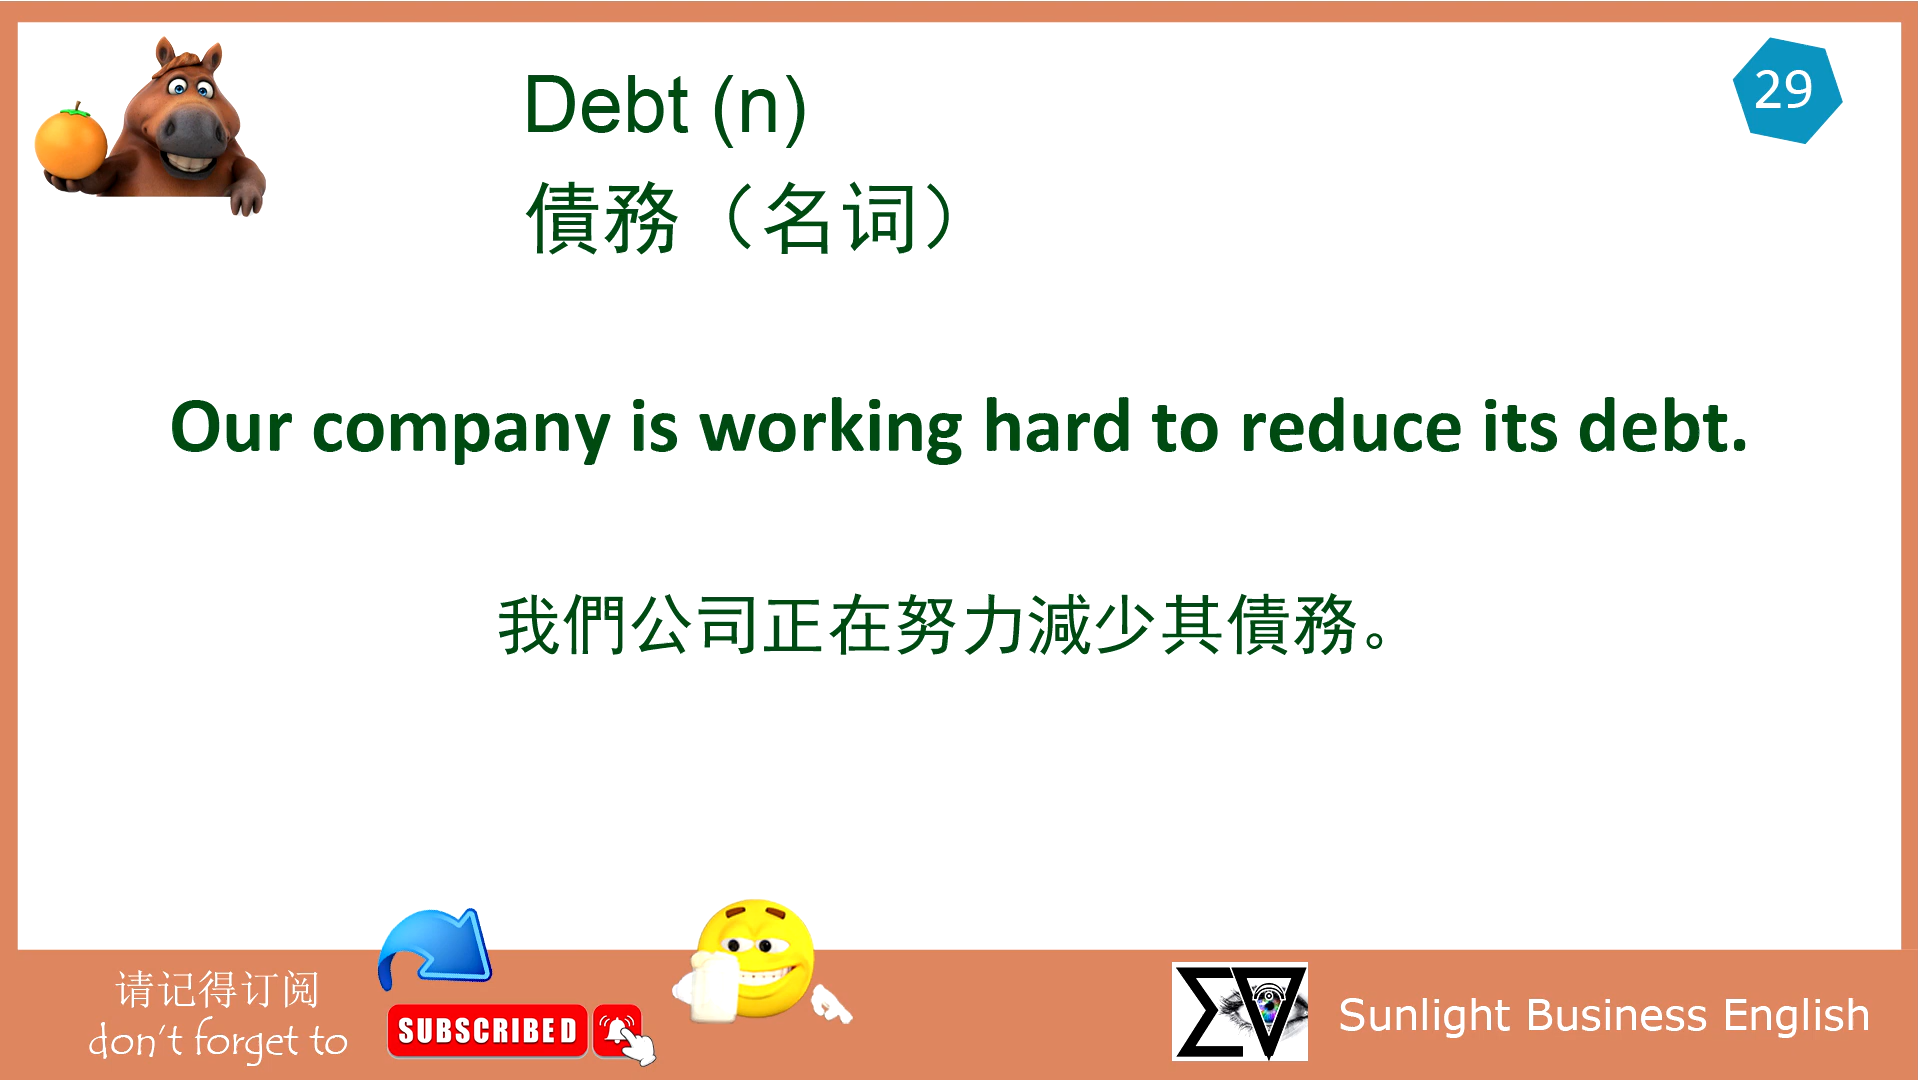 Debt (n)
29
債務（名词）
Our company is working hard to reduce its debt.
我們公司正在努力減少其債務。
请记得订阅
don't forget to
SUBSCRIBED
Sunlight Business English